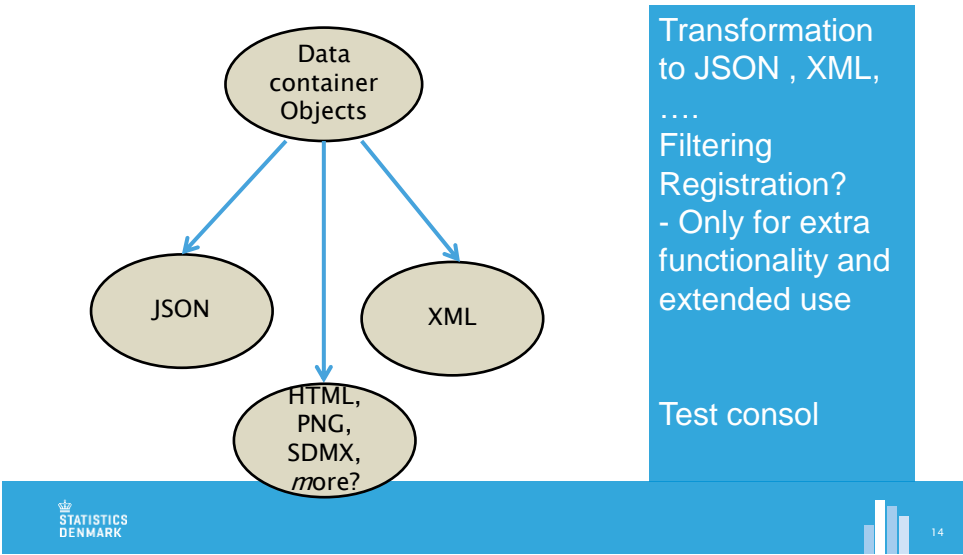 Data
container
Objects
JSON
XML
HTML,
PNG,
SDMX,
more?
Transformation
to JSON , XML,
….
Filtering
Registration?
- Only for extra
functionality and
extended use
Test consol
STATISTICS
DENMARK
14